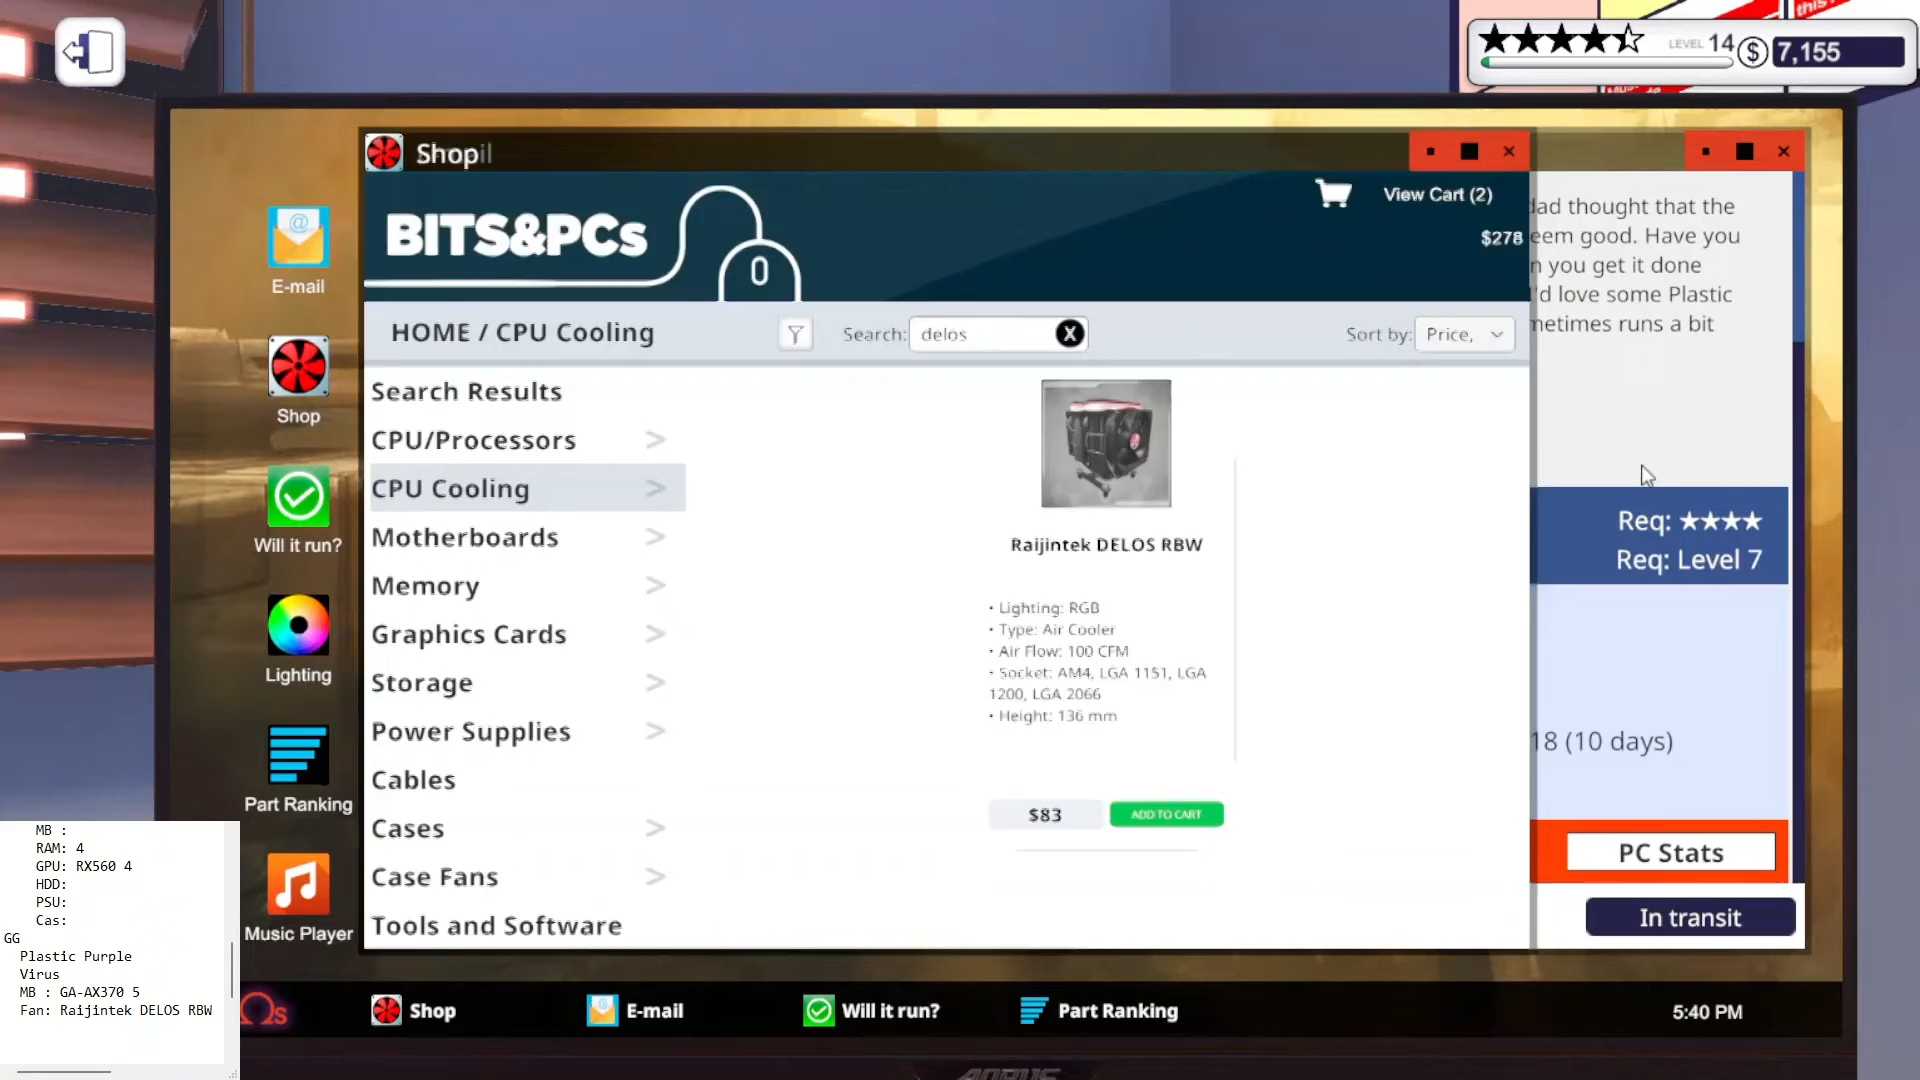 LEVEL 14
$ 7,155
Shop
View Cart (2)
$278
BITS&PCs
HOME / CPU Cooling
Search: delos
Sort by: Price,
Search Results
CPU/Processors >
CPU Cooling >
Motherboards >
Memory >
Graphics Cards >
Storage >
Power Supplies >
Cables
Cases >
Case Fans >
Tools and Software
Raijintek DELOS RBW
• Lighting: RGB
• Type: Air Cooler
• Air Flow: 100 CFM
• Socket: AM4, LGA 1151, LGA
1200, LGA 2066
• Height: 136 mm
$83
ADD TO CART
dad thought that the
eem good. Have you
you get it done
'd love some Plastic
metimes runs a bit
Req: ★★★★
Req: Level 7
18 (10 days)
PC Stats
In transit
E-mail
Shop
Will it run?
Lighting
Part Ranking
Music Player
MB :
RAM: 4
GPU: RX560 4
HDD:
PSU:
Cas:
GG
Plastic Purple
Virus
MB : GA-AX370 5
Fan: Raijintek DELOS RBW
Ωs
Shop
E-mail
Will it run?
Part Ranking
5:40 PM
AORUS